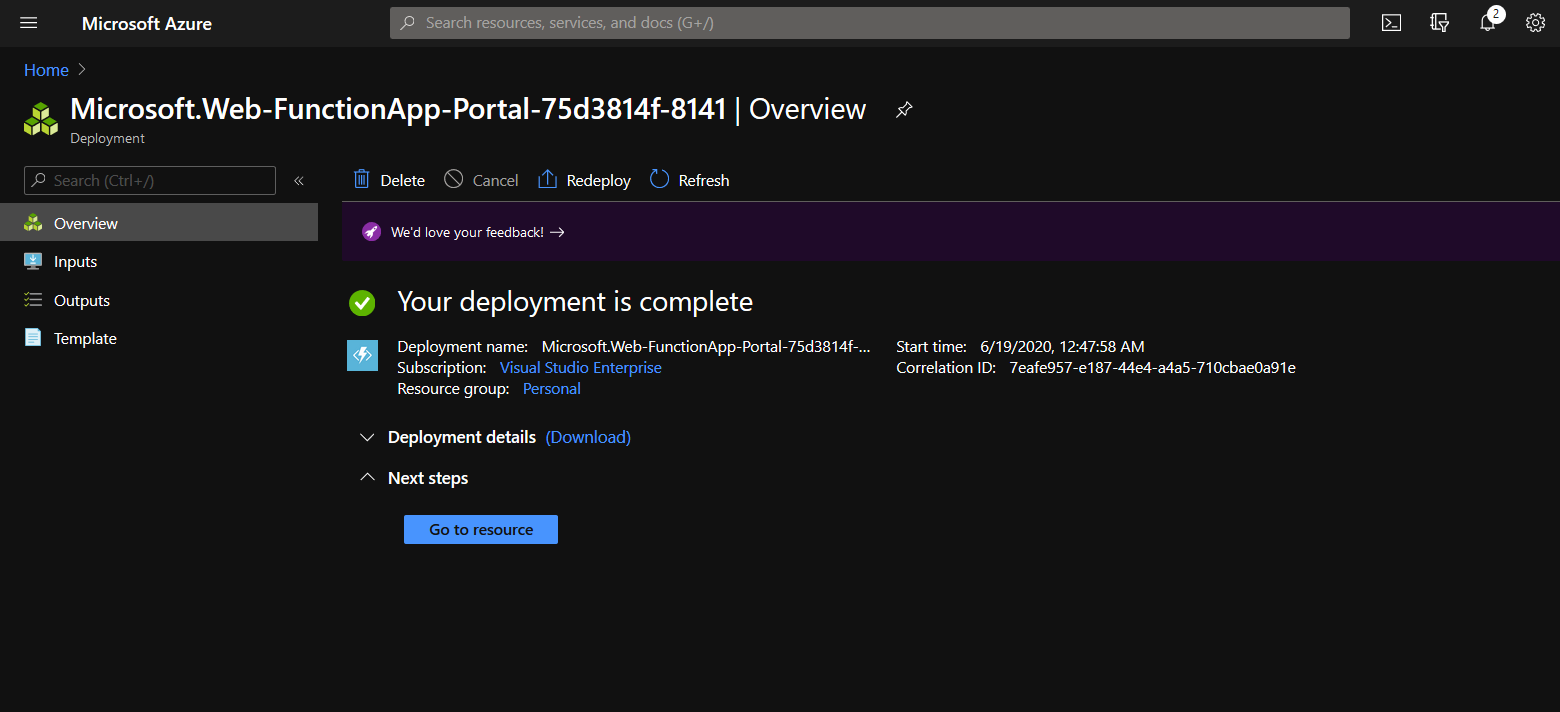 Microsoft Azure
Search resources, services, and docs (G+/)
2
Home
Microsoft.Web-FunctionApp-Portal-75d3814f-8141 | Overview
Deployment
Search (Ctrl+/)
«
Delete
Cancel
Redeploy
Refresh
Overview
Inputs
Outputs
Template
We'd love your feedback! →
Your deployment is complete
Deployment name: Microsoft.Web-FunctionApp-Portal-75d3814f-...
Subscription: Visual Studio Enterprise
Resource group: Personal
Start time: 6/19/2020, 12:47:58 AM
Correlation ID: 7eafe957-e187-44e4-a4a5-710cbae0a91e
Deployment details (Download)
Next steps
Go to resource